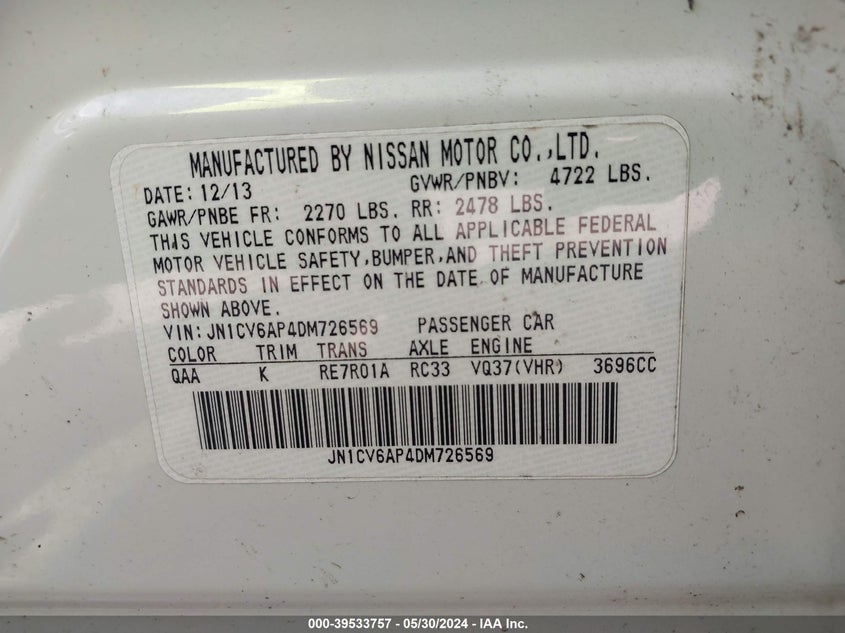 MANUFACTURED BY NISSAN MOTOR CO.,LTD.
DATE: 12/13 GVWR/PNBV: 4722 LBS.
GAWR/PNBE FR: 2270 LBS. RR: 2478 LBS.
THIS VEHICLE CONFORMS TO ALL APPLICABLE FEDERAL
MOTOR VEHICLE SAFETY,BUMPER,AND THEFT PREVENTION
STANDARDS IN EFFECT ON THE DATE OF MANUFACTURE
SHOWN ABOVE.
VIN:JN1CV6AP4DM726569 PASSENGER CAR
COLOR TRIM TRANS AXLE ENGINE
QAA K RE7R01A RC33 VQ37(VHR) 3696CC
JN1CV6AP4DM726569
000-39533757 - 05/30/2024 - IAA Inc.